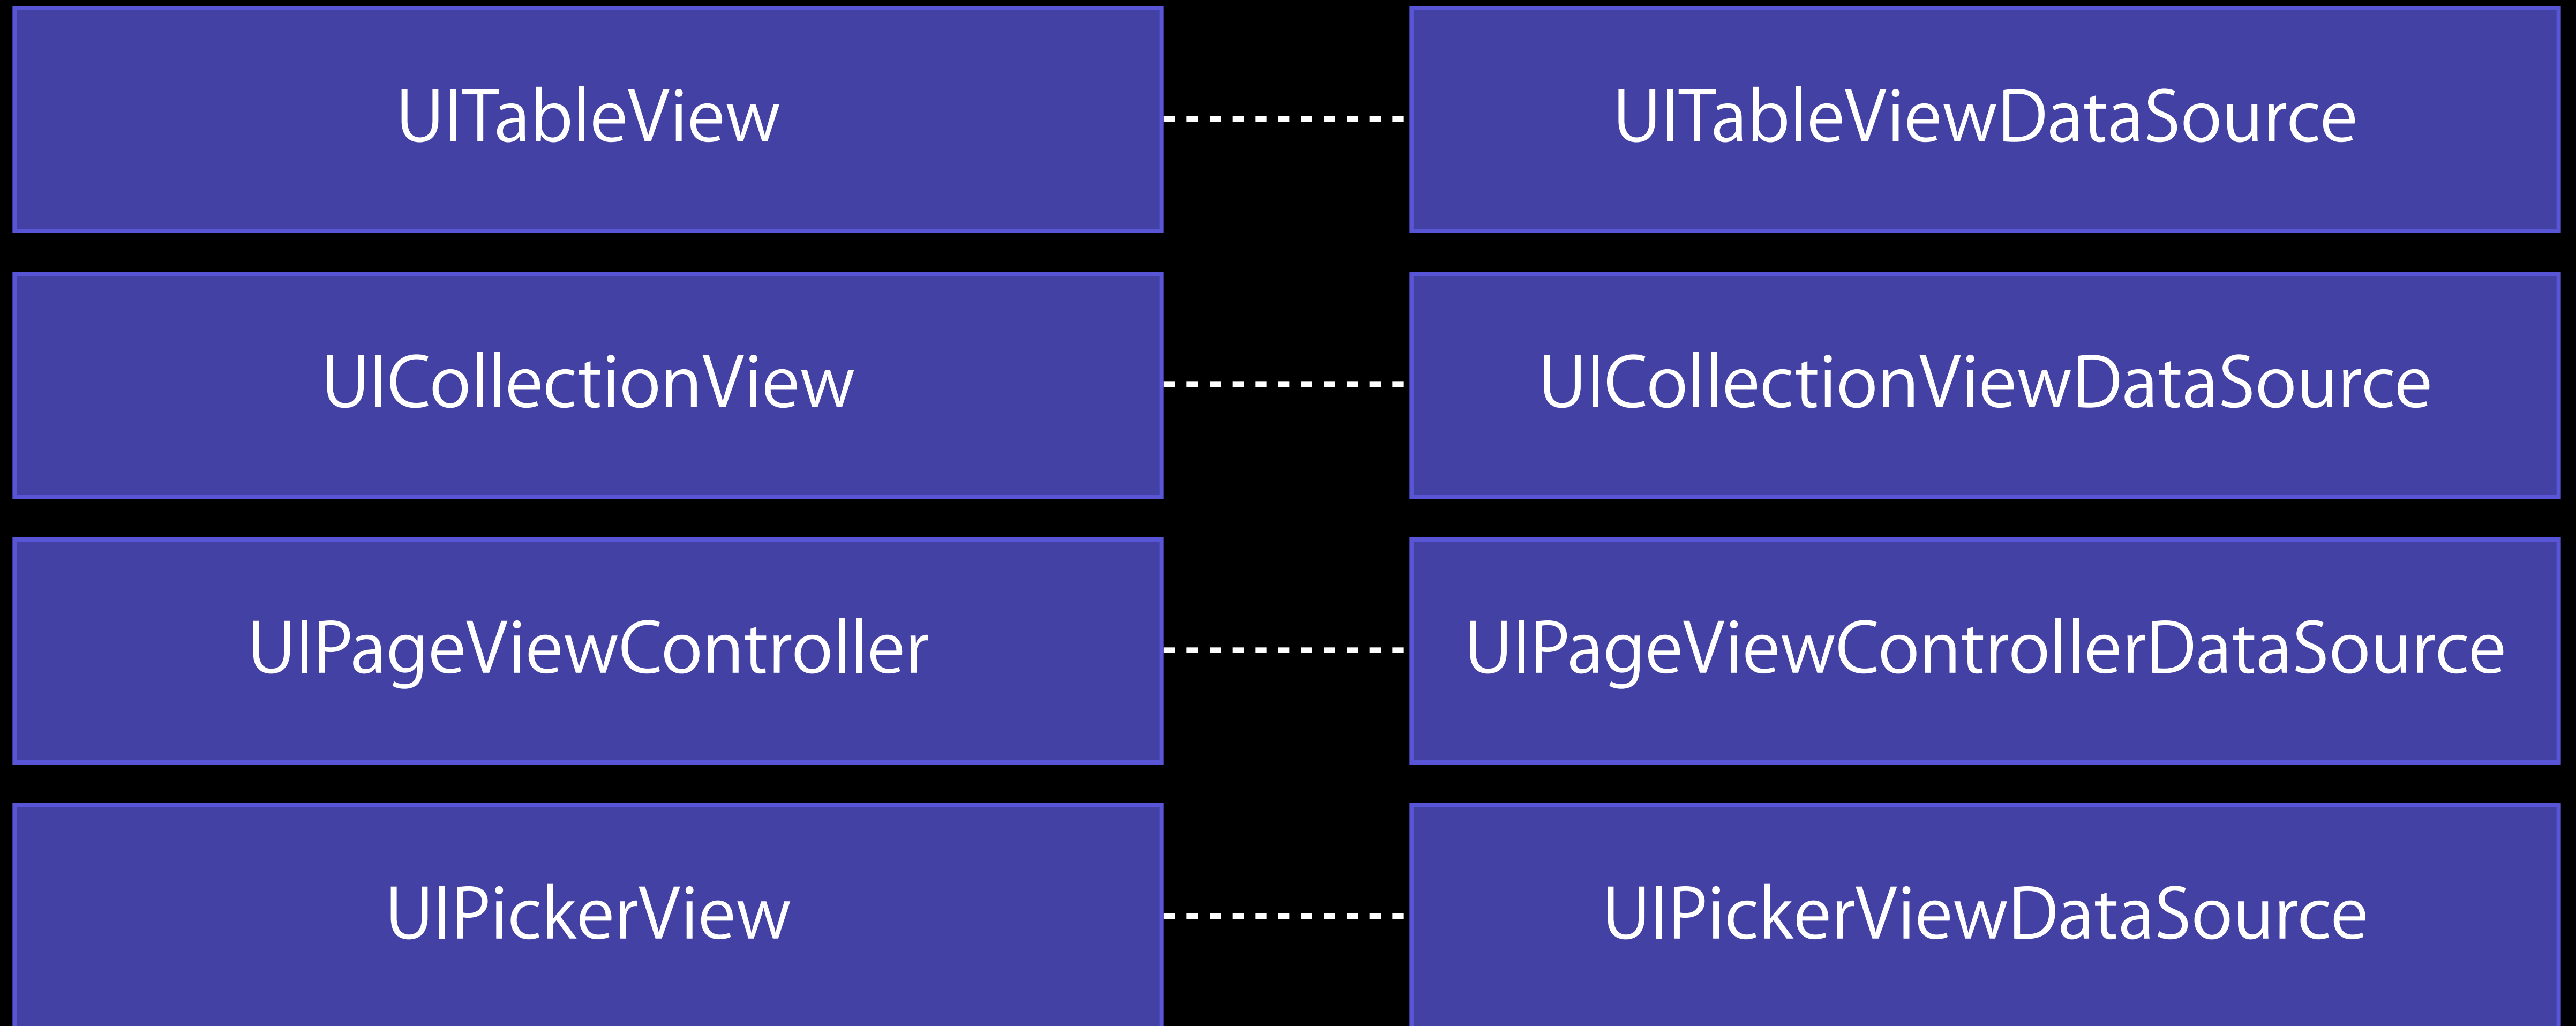 UITableView
UITableViewDataSource
UICollectionView
UICollectionViewDataSource
UIPageViewController
UIPageViewControllerDataSource
UIPickerView
UIPickerViewDataSource